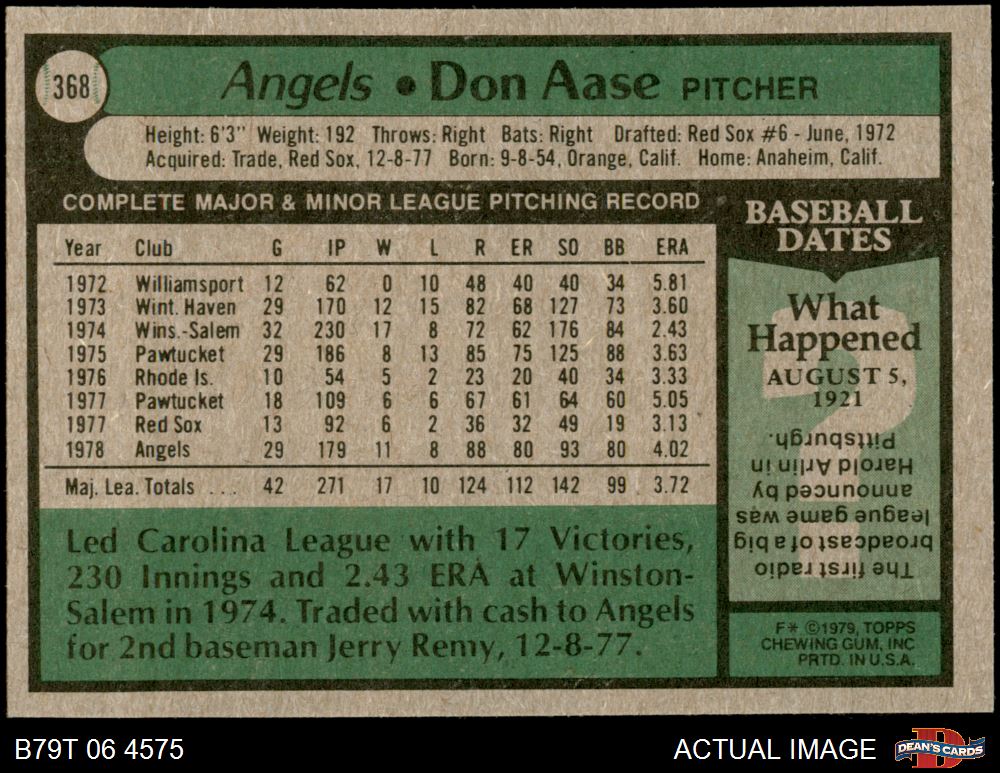 368
Angels • Don Aase PITCHER
Height: 6'3" Weight: 192 Throws: Right Bats: Right Drafted: Red Sox #6 - June, 1972
Acquired: Trade, Red Sox, 12-8-77 Born: 9-8-54, Orange, Calif. Home: Anaheim, Calif.
COMPLETE MAJOR & MINOR LEAGUE PITCHING RECORD
Year Club G IP W L R ER SO BB ERA
1972 Williamsport 12 62 0 10 48 40 40 34 5.81
1973 Wint. Haven 29 170 12 15 82 68 127 73 3.60
1974 Wins.-Salem 32 230 17 8 72 62 176 84 2.43
1975 Pawtucket 29 186 8 13 85 75 125 88 3.63
1976 Rhode Is. 10 54 5 2 23 20 40 34 3.33
1977 Pawtucket 18 109 6 6 67 61 64 60 5.05
1977 Red Sox 13 92 6 2 36 32 49 19 3.13
1978 Angels 29 179 11 8 88 80 93 80 4.02
Maj. Lea. Totals ... 42 271 17 10 124 112 142 99 3.72
Led Carolina League with 17 Victories,
230 Innings and 2.43 ERA at Winston-
Salem in 1974. Traded with cash to Angels
for 2nd baseman Jerry Remy, 12-8-77.
BASEBALL
DATES
What
Happened
AUGUST 5,
1921
The first radio
broadcast of a big
league game was
announced by
Harold Arlin in
Pittsburgh.
F* ©1979, TOPPS
CHEWING GUM, INC
PRTD. IN U.S.A.
B79T 06 4575
ACTUAL IMAGE
D
DEAN'S CARDS